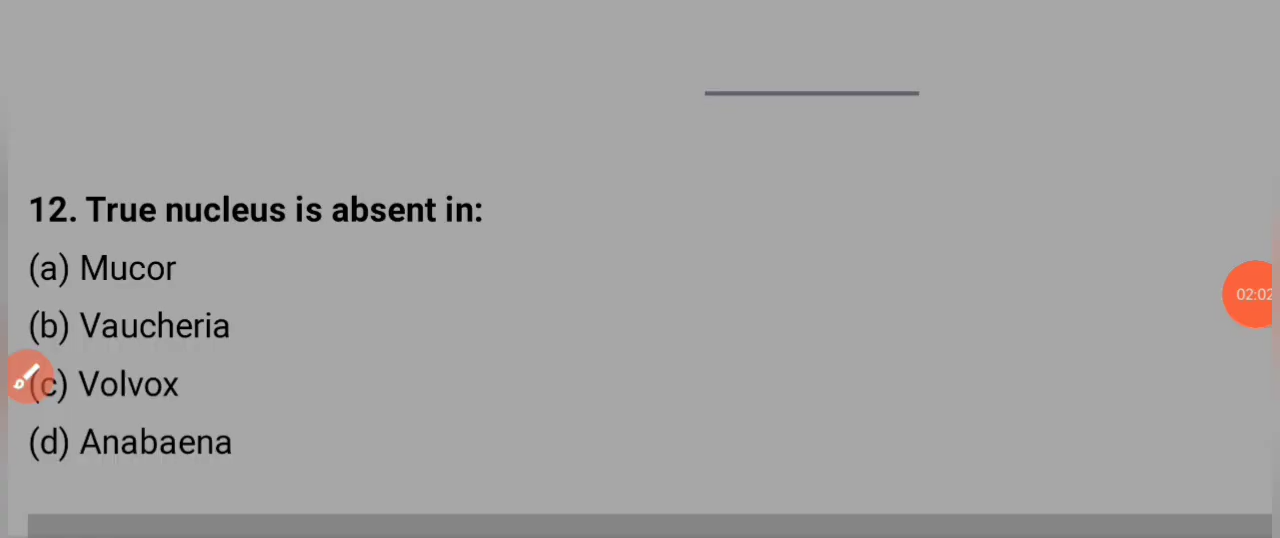 12. True nucleus is absent in:
(a) Mucor
02:02
(b) Vaucheria
(c) Volvox
(d) Anabaena